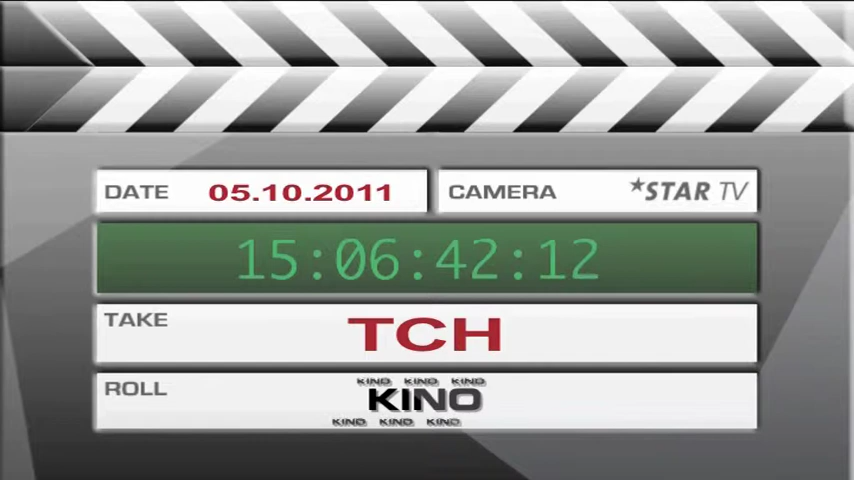 DATE 05.10.2011 CAMERA *STAR TV
15:06:42:12
TAKE TCH
KINO KINO KINO
ROLL KINO
KINO KINO KINO